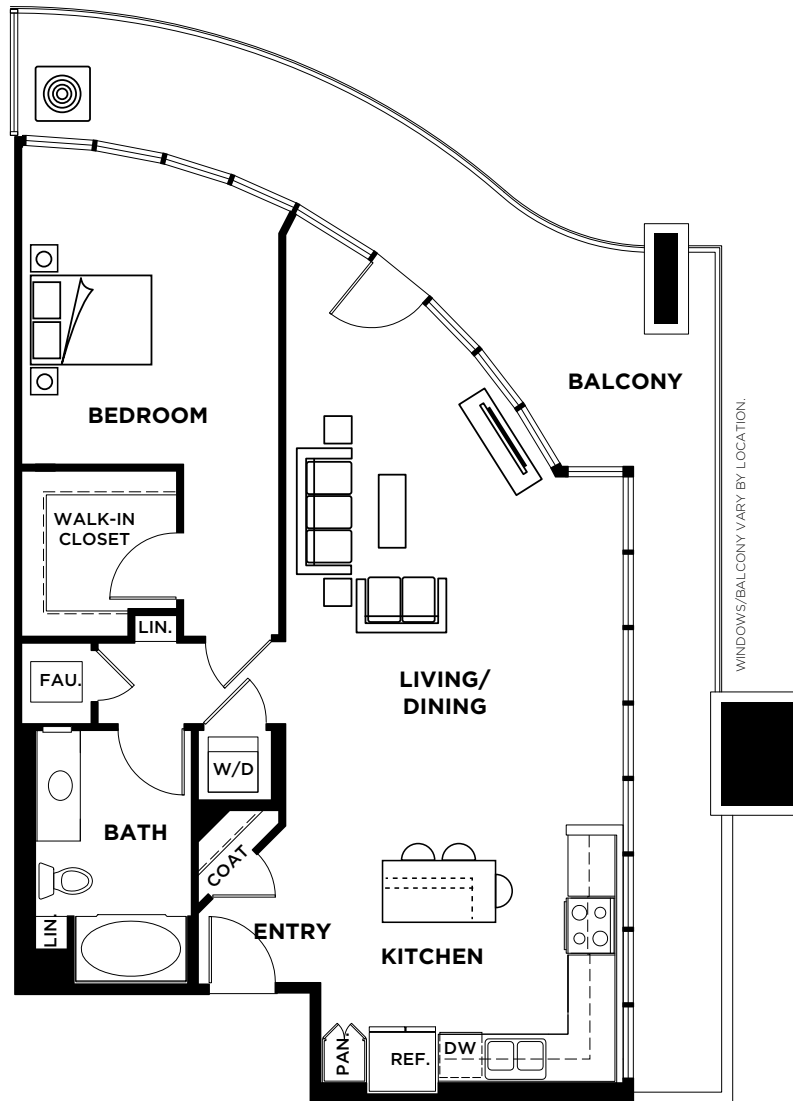 BALCONY
BEDROOM
WINDOWS/BALCONY VARY BY LOCATION.
WALK-IN
CLOSET
LIN.
FAU.
LIVING/
DINING
W/D
BATH
COAT
LIN.
ENTRY
KITCHEN
PAN.
REF.
DW